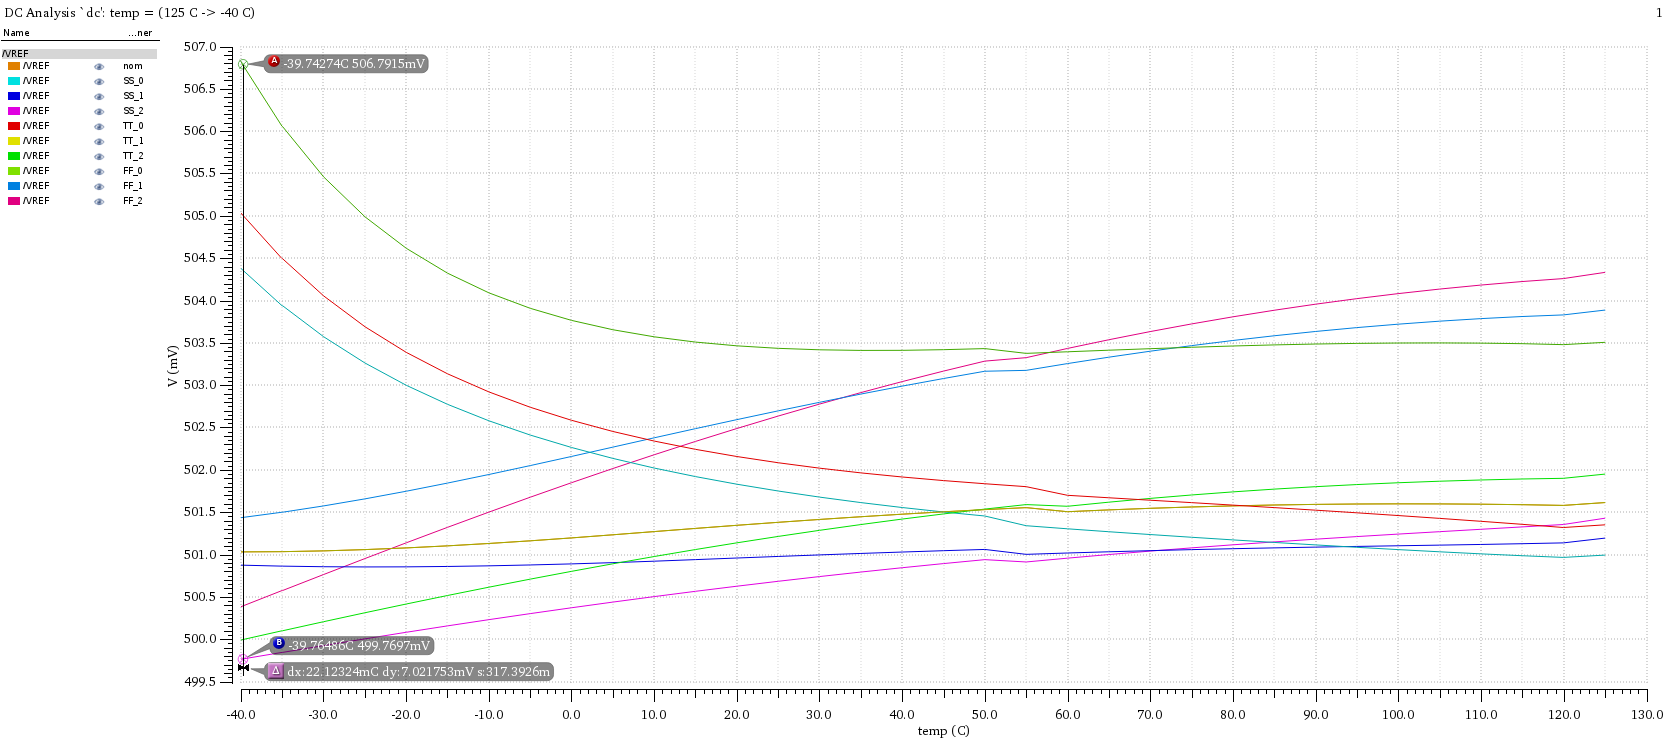 DC Analysis `dc': temp = (125 C -> -40 C)
1
Name ...ner
/VREF
/VREF nom
/VREF SS_0
/VREF SS_1
/VREF SS_2
/VREF TT_0
/VREF TT_1
/VREF TT_2
/VREF FF_0
/VREF FF_1
/VREF FF_2
507.0
506.5
506.0
505.5
505.0
504.5
504.0
503.5
503.0
502.5
502.0
501.5
501.0
500.5
500.0
499.5
V (mV)
A -39.74274C 506.7915mV
B -39.76486C 499.7697mV
Δ dx:22.12324mC dy:7.021753mV s:317.3926m
-40.0 -30.0 -20.0 -10.0 0.0 10.0 20.0 30.0 40.0 50.0 60.0 70.0 80.0 90.0 100.0 110.0 120.0 130.0
temp (C)